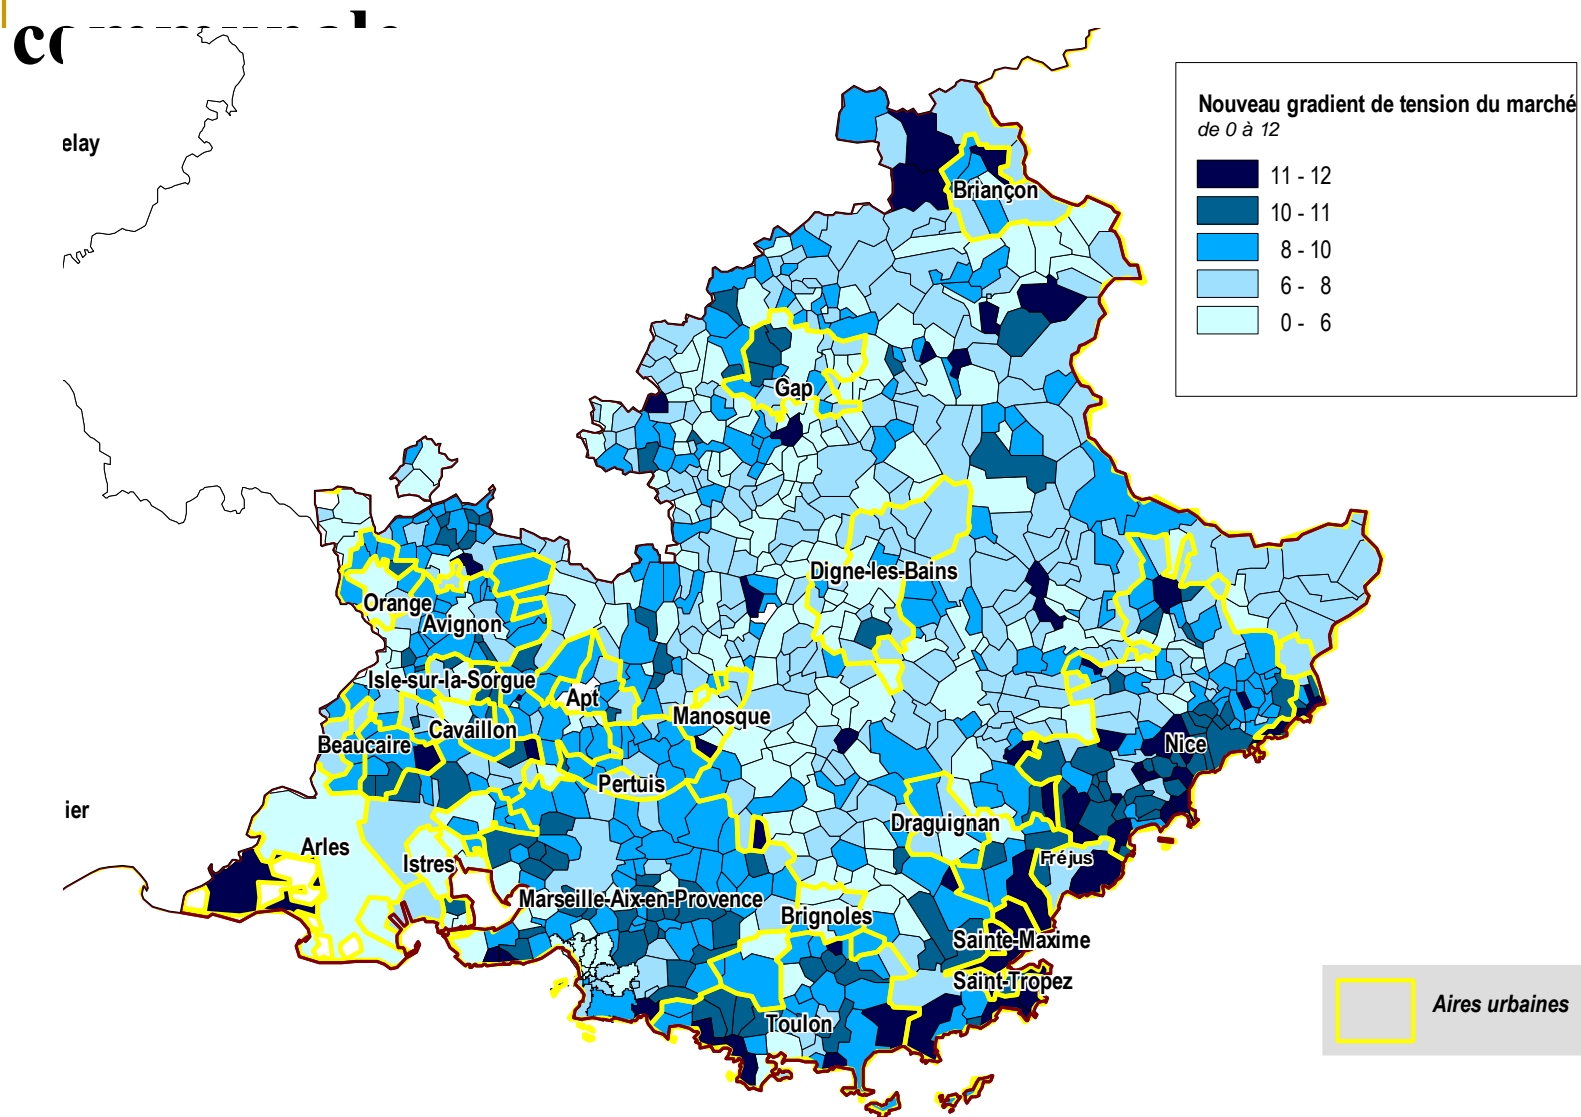 communale
elay
Nouveau gradient de tension du marché
de 0 à 12
11 - 12
10 - 11
8 - 10
6 - 8
0 - 6
Briançon
Gap
Digne-les-Bains
Orange
Avignon
Isle-sur-la-Sorgue
Apt
Manosque
Cavaillon
Beaucaire
Nice
Pertuis
ier
Draguignan
Arles
Istres
Fréjus
Marseille-Aix-en-Provence
Brignoles
Sainte-Maxime
Saint-Tropez
Toulon
Aires urbaines